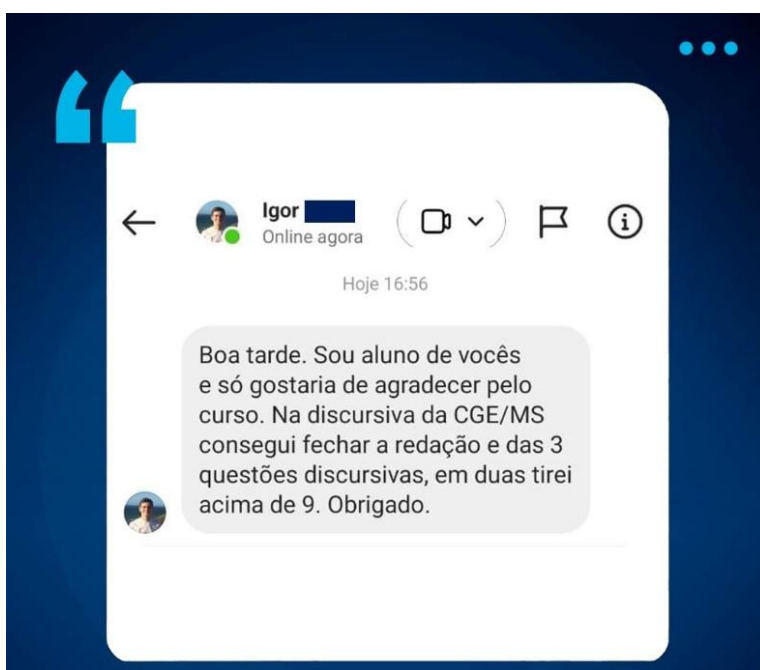 Igor
Online agora
Hoje 16:56
Boa tarde. Sou aluno de vocês
e só gostaria de agradecer pelo
curso. Na discursiva da CGE/MS
consegui fechar a redação e das 3
questões discursivas, em duas tirei
acima de 9. Obrigado.